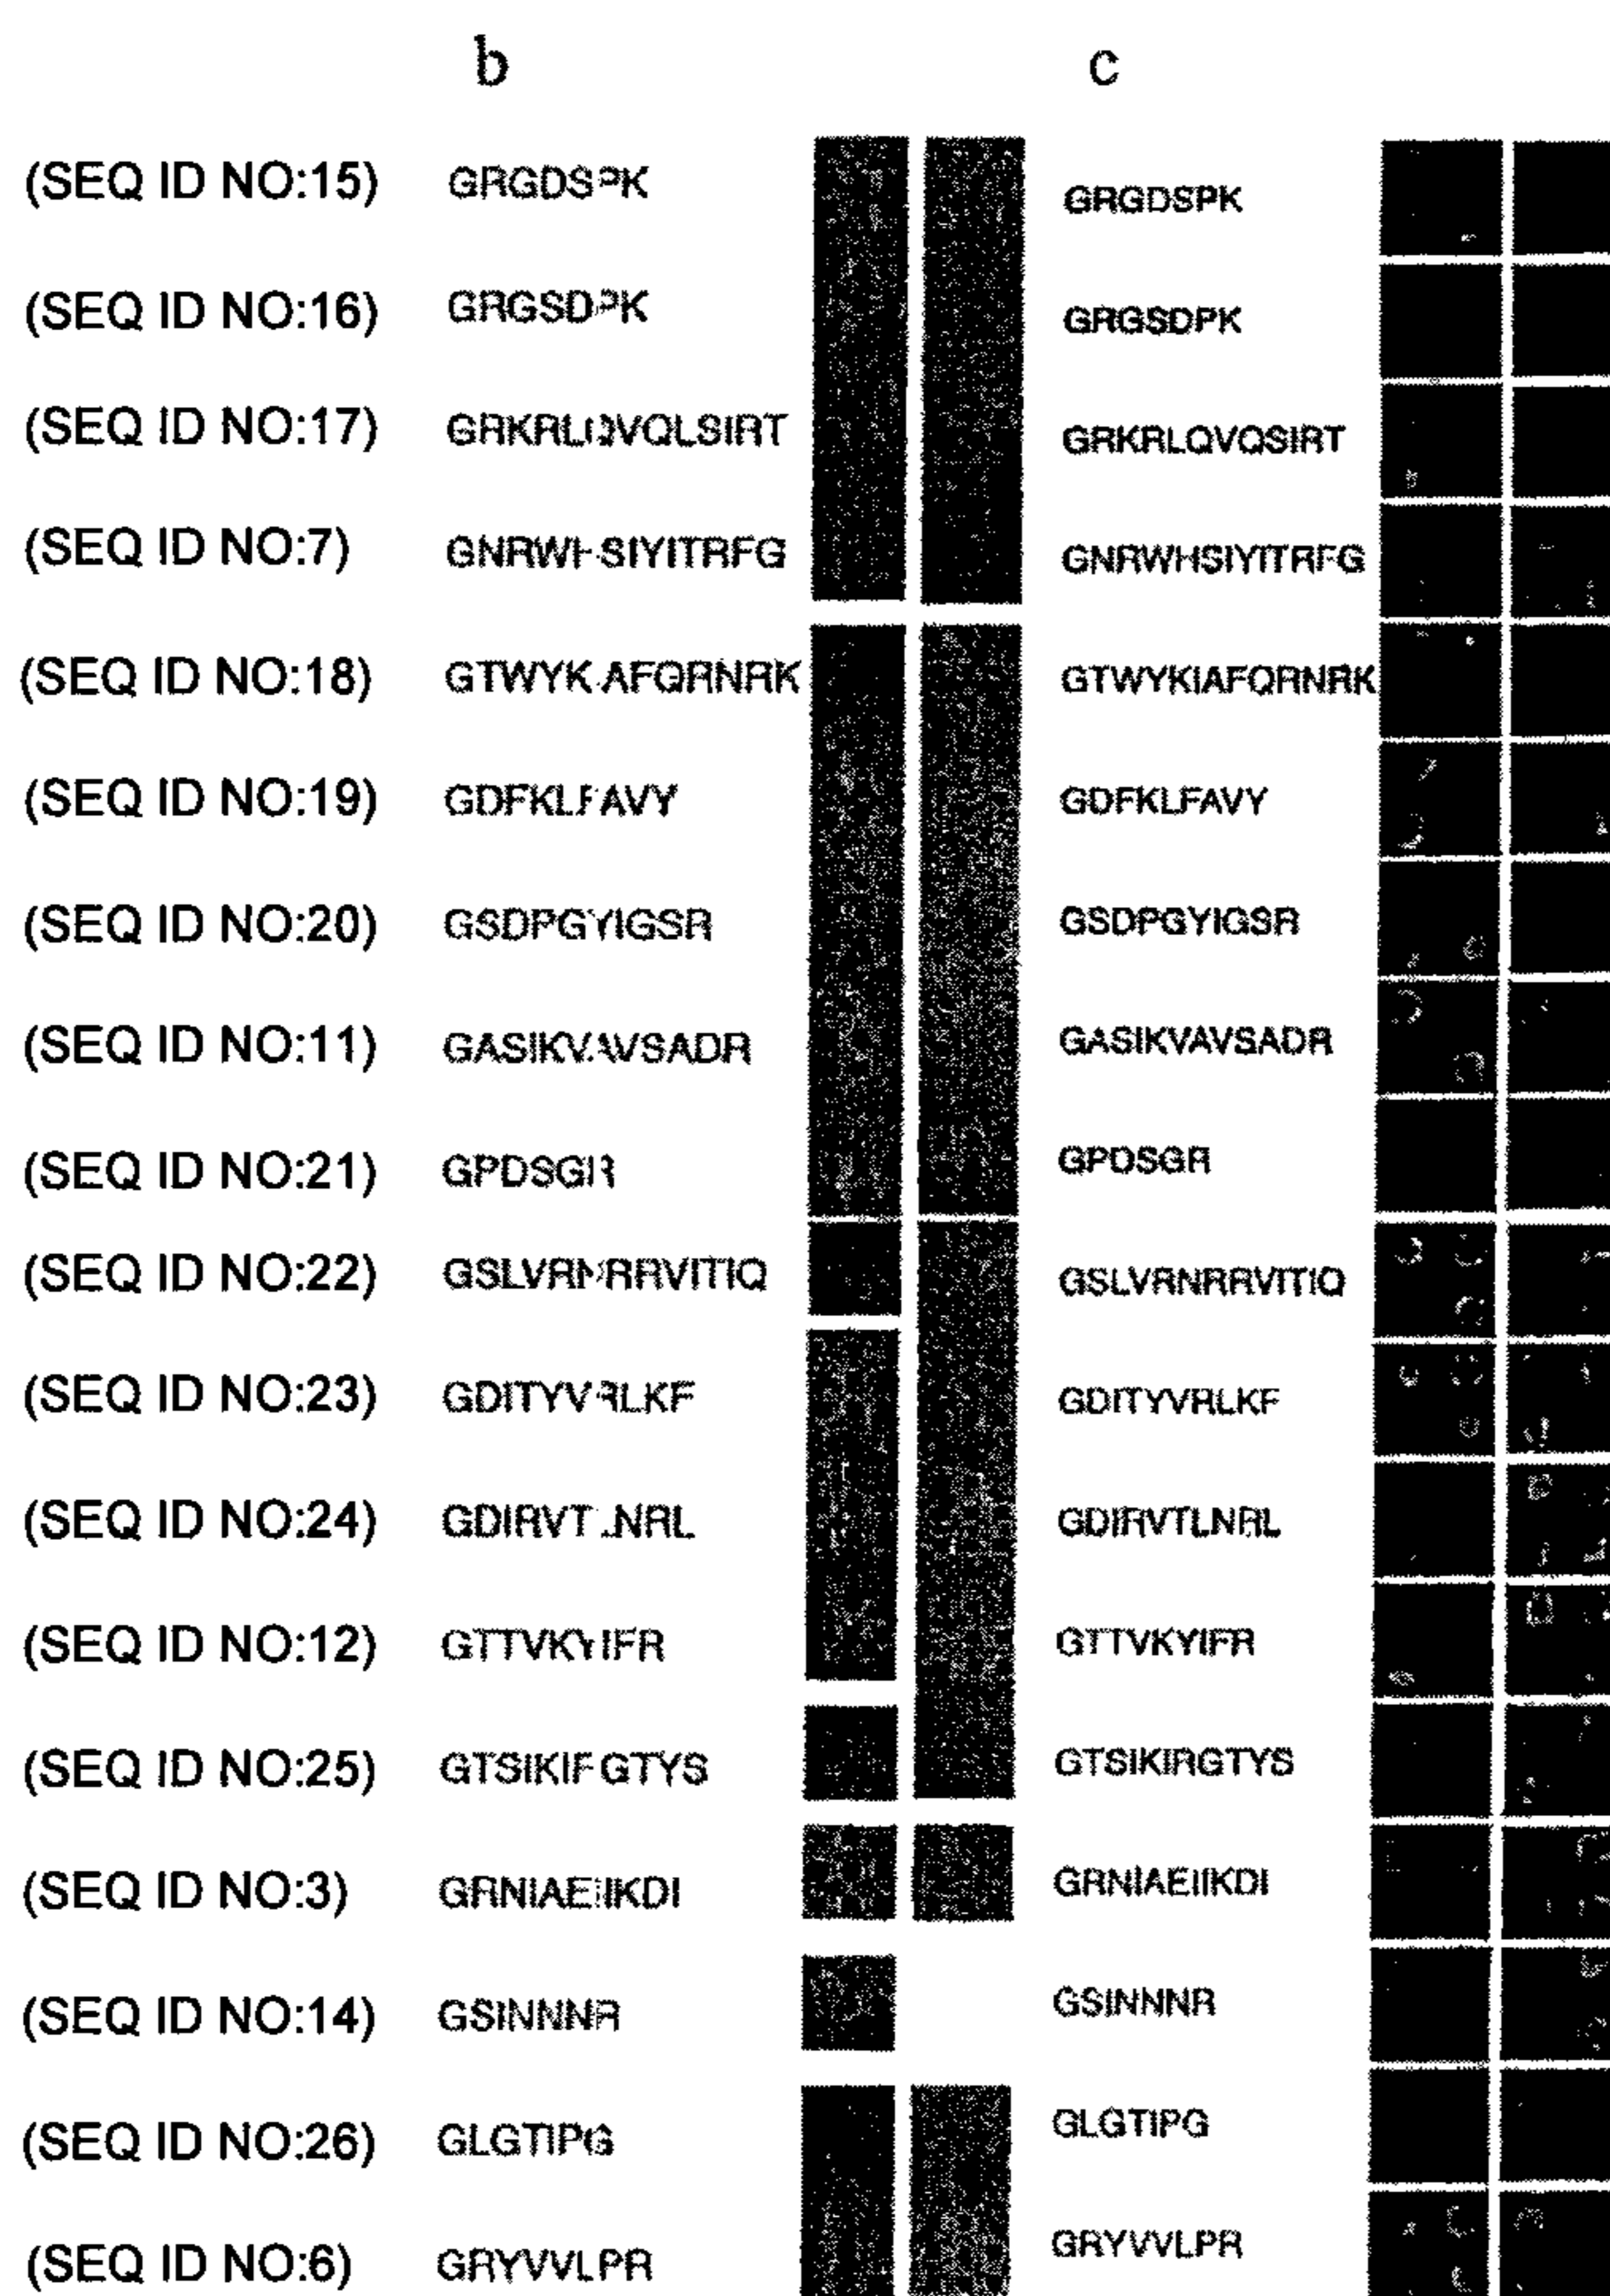 b c
(SEQ ID NO:15) GRGDSPK GRGDSPK
(SEQ ID NO:16) GRGSDPK GRGSDPK
(SEQ ID NO:17) GRKRLQVQLSIRT GRKRLQVQSIRT
(SEQ ID NO:7) GNRWHSIYITRFG GNRWHSIYITRFG
(SEQ ID NO:18) GTWYKIAFQRNRK GTWYKIAFQRNRK
(SEQ ID NO:19) GDFKLFAVY GDFKLFAVY
(SEQ ID NO:20) GSDPGYIGSR GSDPGYIGSR
(SEQ ID NO:11) GASIKVAVSADR GASIKVAVSADR
(SEQ ID NO:21) GPDSGR GPDSGR
(SEQ ID NO:22) GSLVRNRRVITIQ GSLVRNRRVITIQ
(SEQ ID NO:23) GDITYVRLKF GDITYVRLKF
(SEQ ID NO:24) GDIRVTLNRL GDIRVTLNRL
(SEQ ID NO:12) GTTVKYIFR GTTVKYIFR
(SEQ ID NO:25) GTSIKIRGTYS GTSIKIRGTYS
(SEQ ID NO:3) GRNIAEIIKDI GRNIAEIIKDI
(SEQ ID NO:14) GSINNNR GSINNNR
(SEQ ID NO:26) GLGTIPG GLGTIPG
(SEQ ID NO:6) GRYVVLPR GRYVVLPR